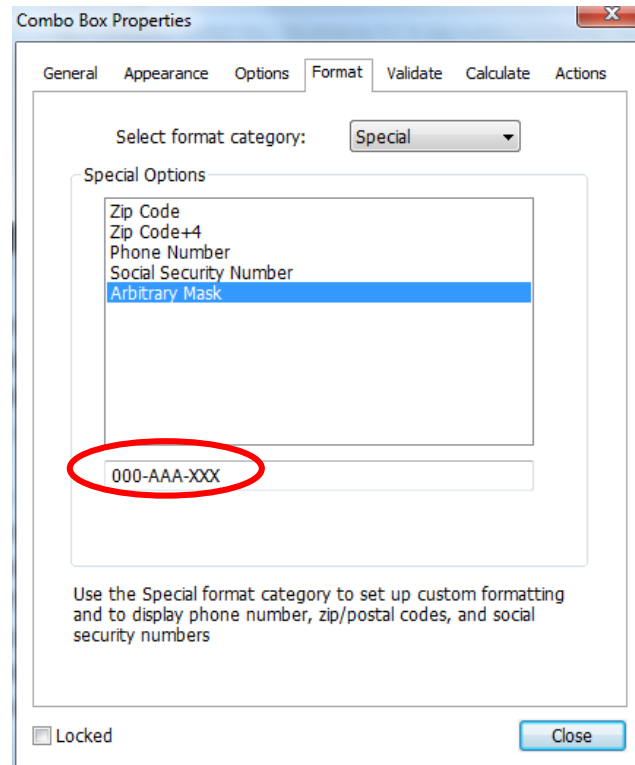 Combo Box Properties
General Appearance Options Format Validate Calculate Actions
Select format category: Special
Special Options
Zip Code
Zip Code+4
Phone Number
Social Security Number
Arbitrary Mask
000-AAA-XXX
Use the Special format category to set up custom formatting
and to display phone number, zip/postal codes, and social
security numbers
Locked Close